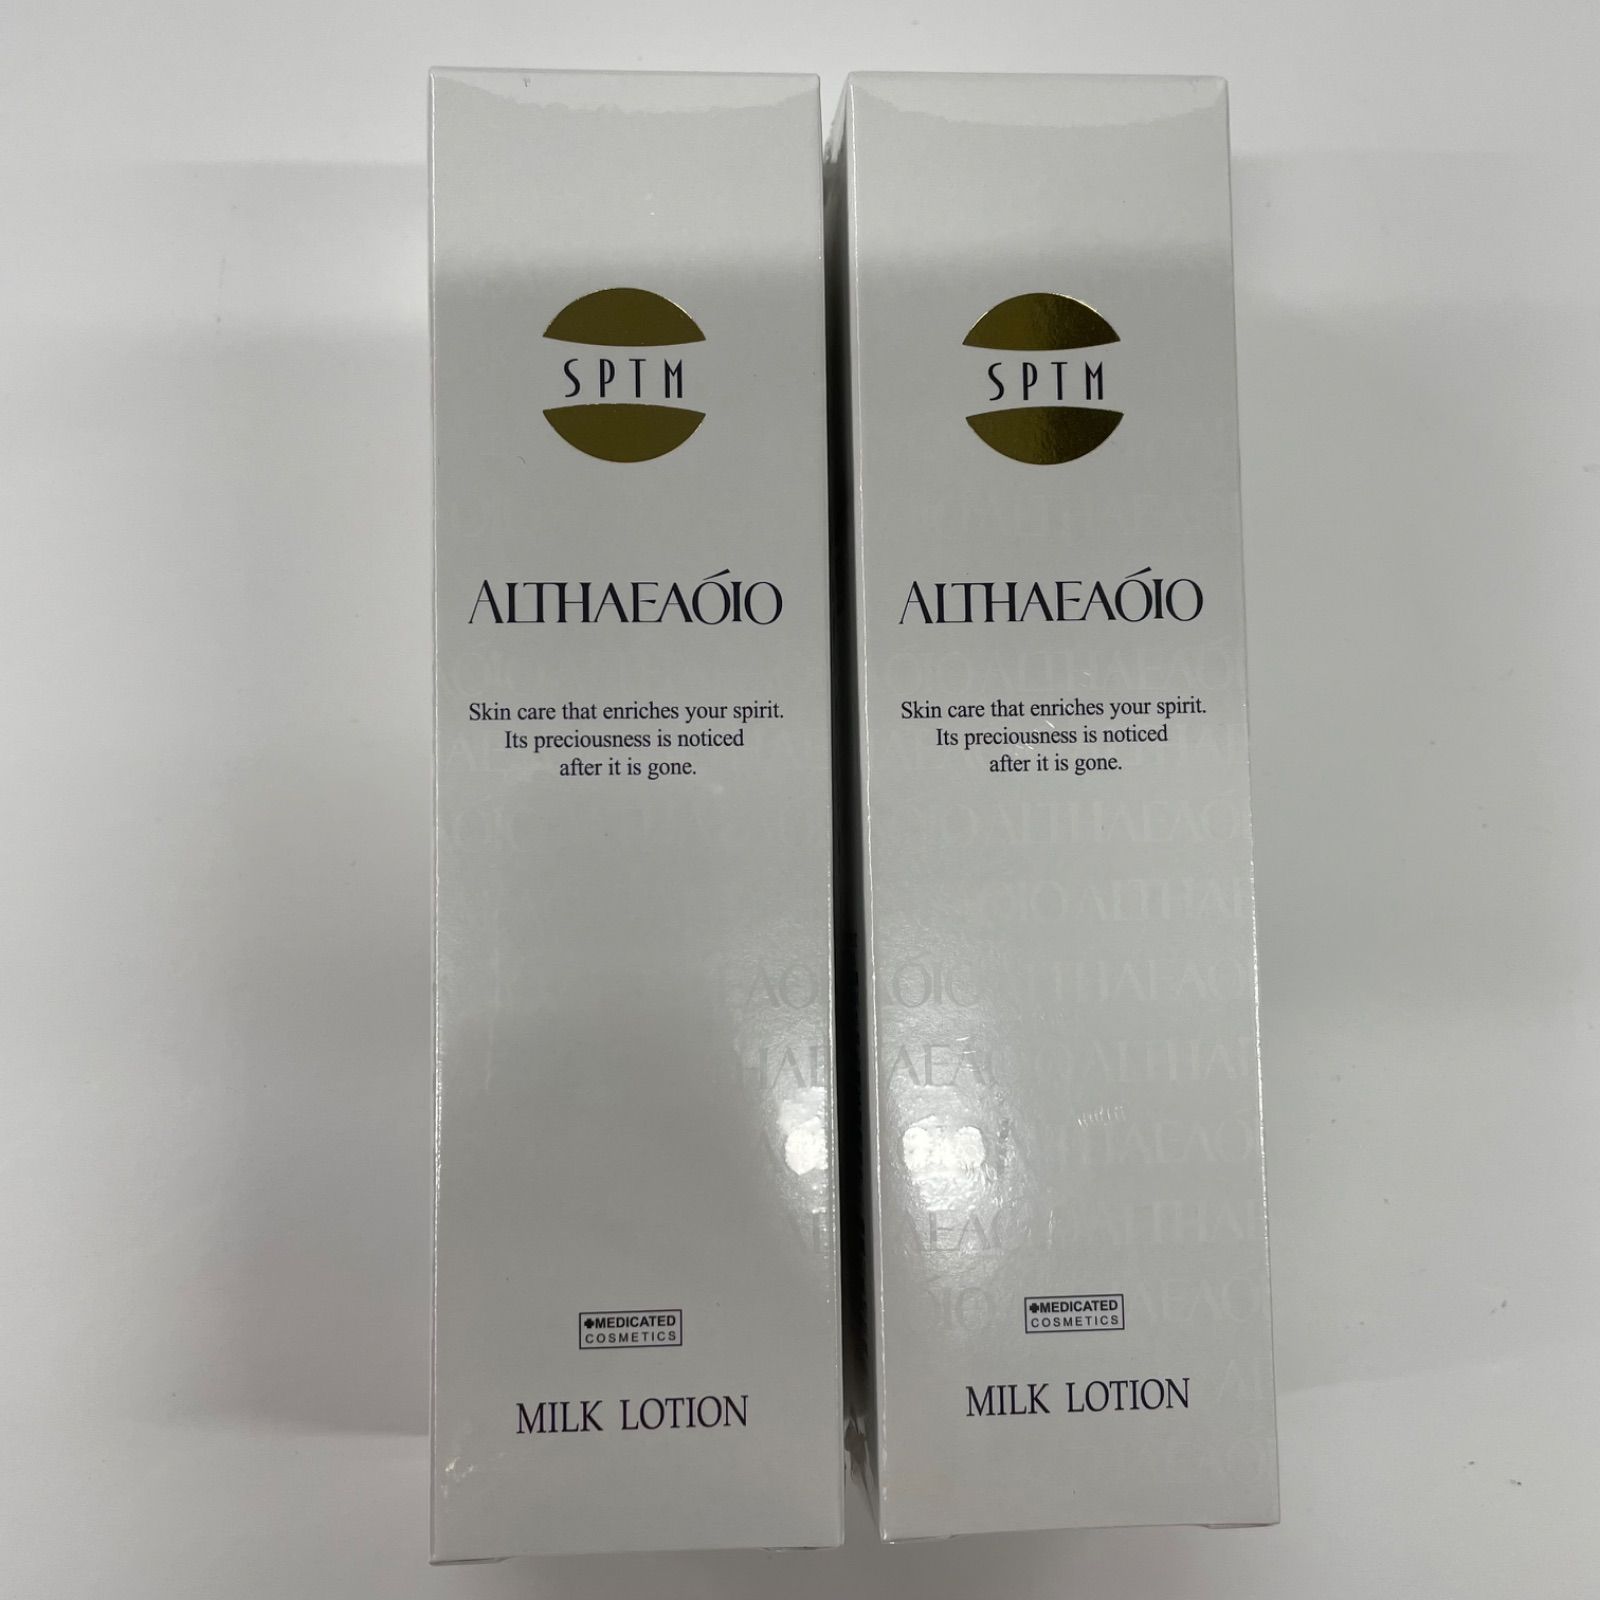 SPTM
ALTHAEAÓIO
Skin care that enriches your spirit.
Its preciousness is noticed
after it is gone.
✚MEDICATED
COSMETICS
MILK LOTION
SPTM
ALTHAEAÓIO
Skin care that enriches your spirit.
Its preciousness is noticed
after it is gone.
✚MEDICATED
COSMETICS
MILK LOTION